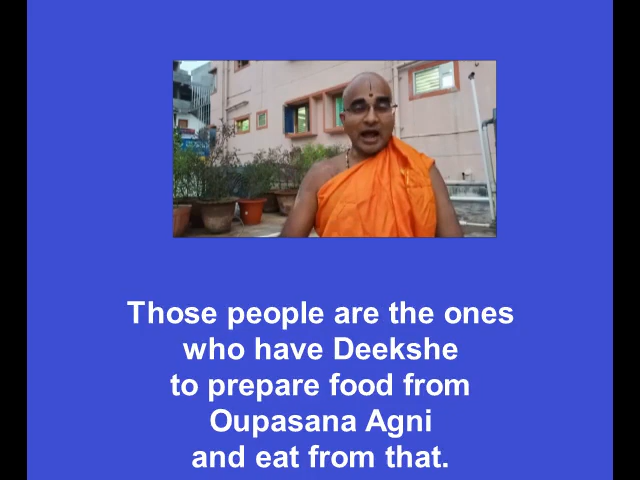 Those people are the ones
who have Deekshe
to prepare food from
Oupasana Agni
and eat from that.